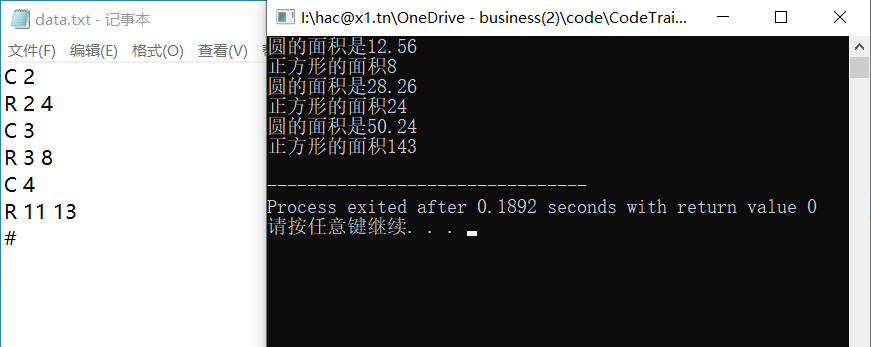 data.txt - 记事本
文件(F) 编辑(E) 格式(O) 查看(V)
C 2
R 2 4
C 3
R 3 8
C 4
R 11 13
#
I:\hac@x1.tn\OneDrive - business(2)\code\CodeTrai...
圆的面积是12.56
正方形的面积8
圆的面积是28.26
正方形的面积24
圆的面积是50.24
正方形的面积143
--------------------------------
Process exited after 0.1892 seconds with return value 0
请按任意键继续. . .